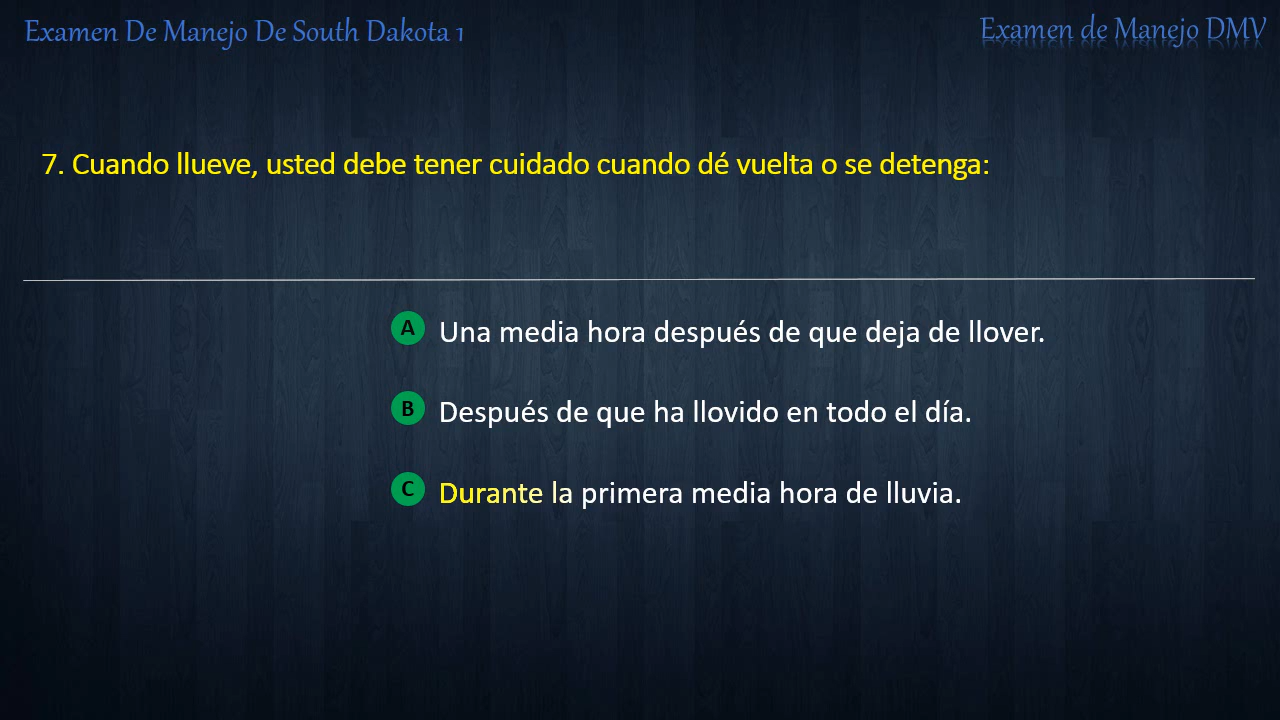 Examen De Manejo De South Dakota 1
Examen de Manejo DMV
7. Cuando llueve, usted debe tener cuidado cuando dé vuelta o se detenga:
A Una media hora después de que deja de llover.
B Después de que ha llovido en todo el día.
C Durante la primera media hora de lluvia.